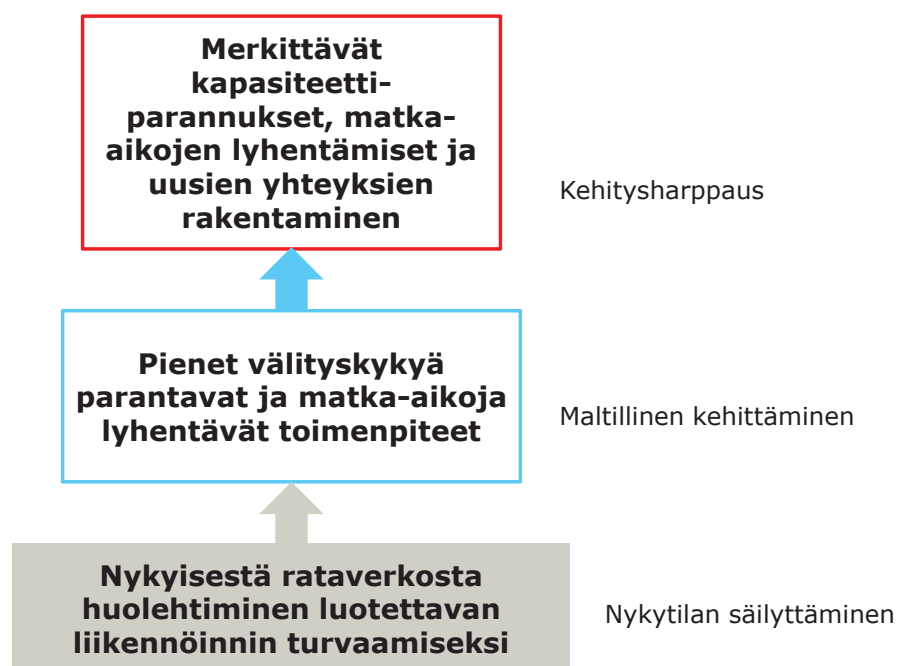 Merkittävät
kapasiteetti-
parannukset, matka-
aikojen lyhentämiset ja
uusien yhteyksien
rakentaminen
Kehitysharppaus
Pienet välityskykyä
parantavat ja matka-aikoja
lyhentävät toimenpiteet
Maltillinen kehittäminen
Nykyisestä rataverkosta
huolehtiminen luotettavan
liikennöinnin turvaamiseksi
Nykytilan säilyttäminen